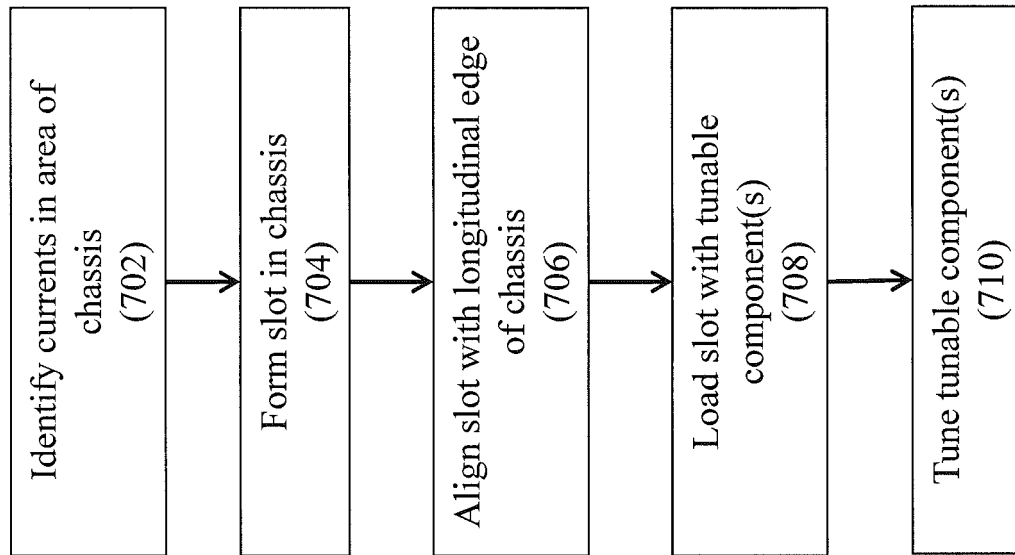 Identify currents in area of
chassis
(702)
Form slot in chassis
(704)
Align slot with longitudinal edge
of chassis
(706)
Load slot with tunable
component(s)
(708)
Tune tunable component(s)
(710)